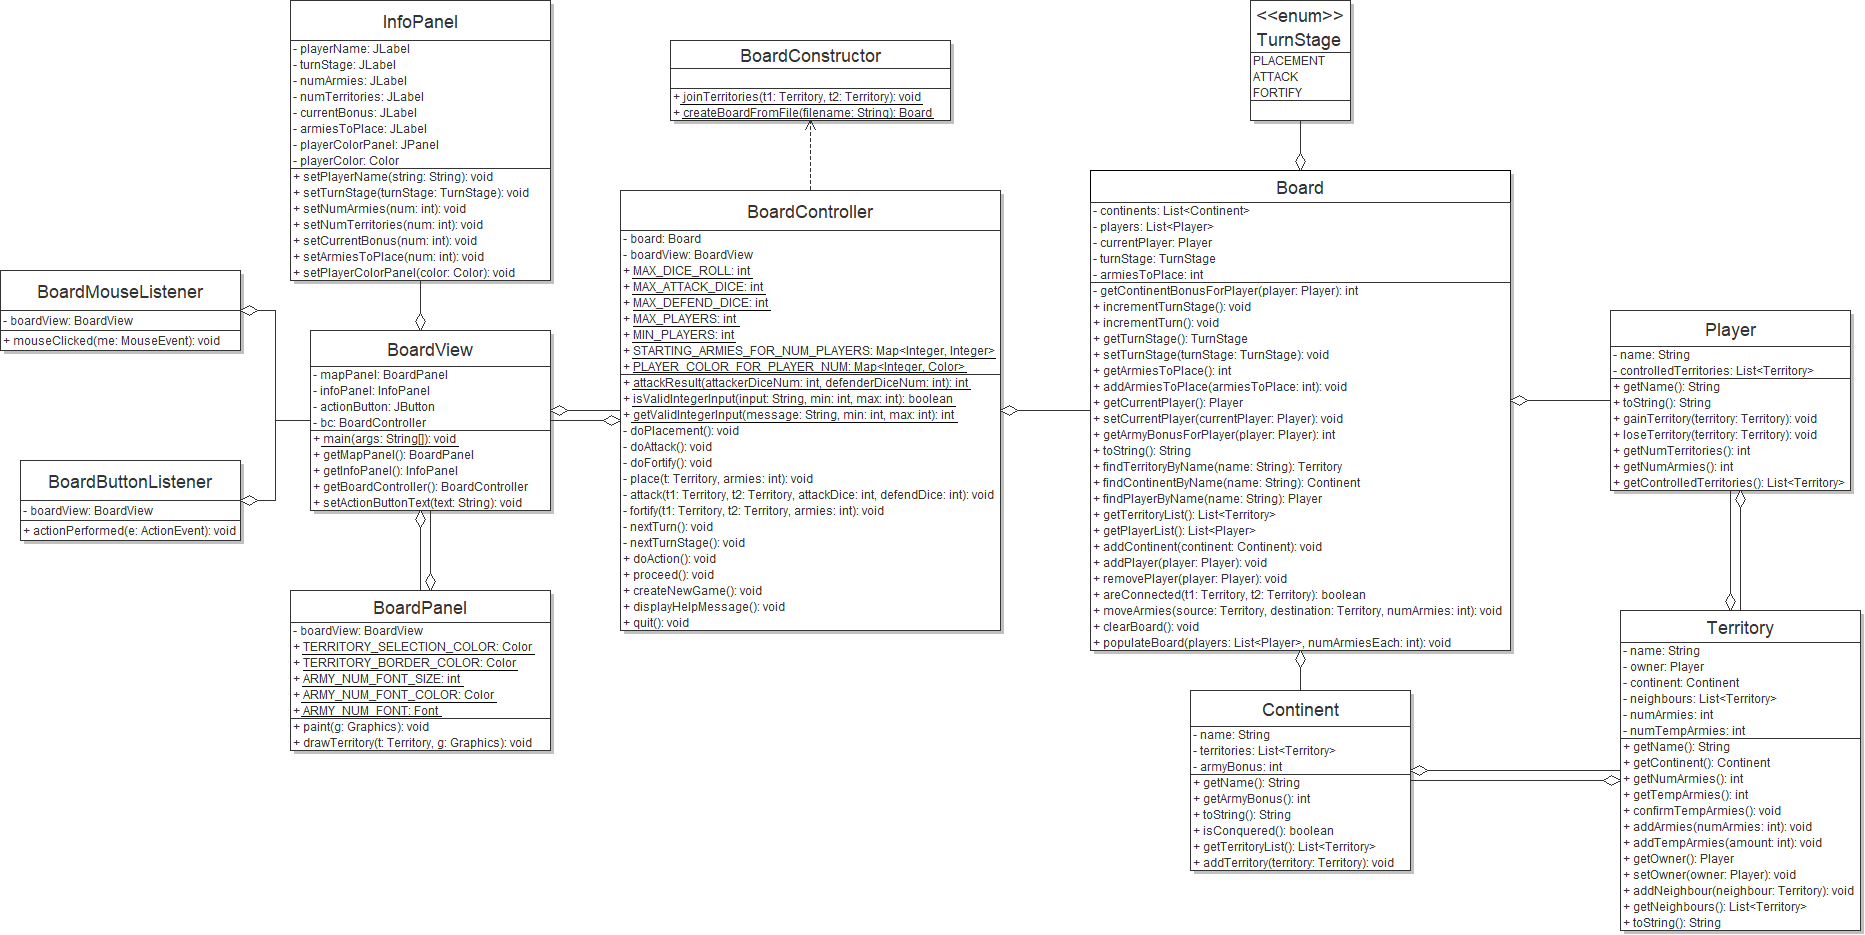 InfoPanel
- playerName: JLabel
- turnStage: JLabel
- numArmies: JLabel
- numTerritories: JLabel
- currentBonus: JLabel
- armiesToPlace: JLabel
- playerColorPanel: JPanel
- playerColor: Color
+ setPlayerName(string: String): void
+ setTurnStage(turnStage: TurnStage): void
+ setNumArmies(num: int): void
+ setNumTerritories(num: int): void
+ setCurrentBonus(num: int): void
+ setArmiesToPlace(num: int): void
+ setPlayerColorPanel(color: Color): void
BoardMouseListener
- boardView: BoardView
+ mouseClicked(me: MouseEvent): void
BoardButtonListener
- boardView: BoardView
+ actionPerformed(e: ActionEvent): void
BoardView
- mapPanel: BoardPanel
- infoPanel: InfoPanel
- actionButton: JButton
- bc: BoardController
+ main(args: String[]): void
+ getMapPanel(): BoardPanel
+ getInfoPanel(): InfoPanel
+ getBoardController(): BoardController
+ setActionButtonText(text: String): void
BoardPanel
- boardView: BoardView
+ TERRITORY_SELECTION_COLOR: Color
+ TERRITORY_BORDER_COLOR: Color
+ ARMY_NUM_FONT_SIZE: int
+ ARMY_NUM_FONT_COLOR: Color
+ ARMY_NUM_FONT: Font
+ paint(g: Graphics): void
+ drawTerritory(t: Territory, g: Graphics): void
BoardConstructor
+ joinTerritories(t1: Territory, t2: Territory): void
+ createBoardFromFile(filename: String): Board
BoardController
- board: Board
- boardView: BoardView
+ MAX_DICE_ROLL: int
+ MAX_ATTACK_DICE: int
+ MAX_DEFEND_DICE: int
+ MAX_PLAYERS: int
+ MIN_PLAYERS: int
+ STARTING_ARMIES_FOR_NUM_PLAYERS: Map<Integer, Integer>
+ PLAYER_COLOR_FOR_PLAYER_NUM: Map<Integer, Color>
+ attackResult(attackerDiceNum: int, defenderDiceNum: int): int
+ isValidIntegerInput(input: String, min: int, max: int): boolean
+ getValidIntegerInput(message: String, min: int, max: int): int
- doPlacement(): void
- doAttack(): void
- doFortify(): void
- place(t: Territory, armies: int): void
- attack(t1: Territory, t2: Territory, attackDice: int, defendDice: int): void
- fortify(t1: Territory, t2: Territory, armies: int): void
- nextTurn(): void
- nextTurnStage(): void
+ doAction(): void
+ proceed(): void
+ createNewGame(): void
+ displayHelpMessage(): void
+ quit(): void
<<enum>>
TurnStage
PLACEMENT
ATTACK
FORTIFY
Board
- continents: List<Continent>
- players: List<Player>
- currentPlayer: Player
- turnStage: TurnStage
- armiesToPlace: int
- getContinentBonusForPlayer(player: Player): int
+ incrementTurnStage(): void
+ incrementTurn(): void
+ getTurnStage(): TurnStage
+ setTurnStage(turnStage: TurnStage): void
+ getArmiesToPlace(): int
+ addArmiesToPlace(armiesToPlace: int): void
+ getCurrentPlayer(): Player
+ setCurrentPlayer(currentPlayer: Player): void
+ getArmyBonusForPlayer(player: Player): int
+ toString(): String
+ findTerritoryByName(name: String): Territory
+ findContinentByName(name: String): Continent
+ findPlayerByName(name: String): Player
+ getTerritoryList(): List<Territory>
+ getPlayerList(): List<Player>
+ addContinent(continent: Continent): void
+ addPlayer(player: Player): void
+ removePlayer(player: Player): void
+ areConnected(t1: Territory, t2: Territory): boolean
+ moveArmies(source: Territory, destination: Territory, numArmies: int): void
+ clearBoard(): void
+ populateBoard(players: List<Player>, numArmiesEach: int): void
Continent
- name: String
- territories: List<Territory>
- armyBonus: int
+ getName(): String
+ getArmyBonus(): int
+ toString(): String
+ isConquered(): boolean
+ getTerritoryList(): List<Territory>
+ addTerritory(territory: Territory): void
Player
- name: String
- controlledTerritories: List<Territory>
+ getName(): String
+ toString(): String
+ gainTerritory(territory: Territory): void
+ loseTerritory(territory: Territory): void
+ getNumTerritories(): int
+ getNumArmies(): int
+ getControlledTerritories(): List<Territory>
Territory
- name: String
- owner: Player
- continent: Continent
- neighbours: List<Territory>
- numArmies: int
- numTempArmies: int
+ getName(): String
+ getContinent(): Continent
+ getNumArmies(): int
+ getTempArmies(): int
+ confirmTempArmies(): void
+ addArmies(numArmies: int): void
+ addTempArmies(amount: int): void
+ getOwner(): Player
+ setOwner(owner: Player): void
+ addNeighbour(neighbour: Territory): void
+ getNeighbours(): List<Territory>
+ toString(): String